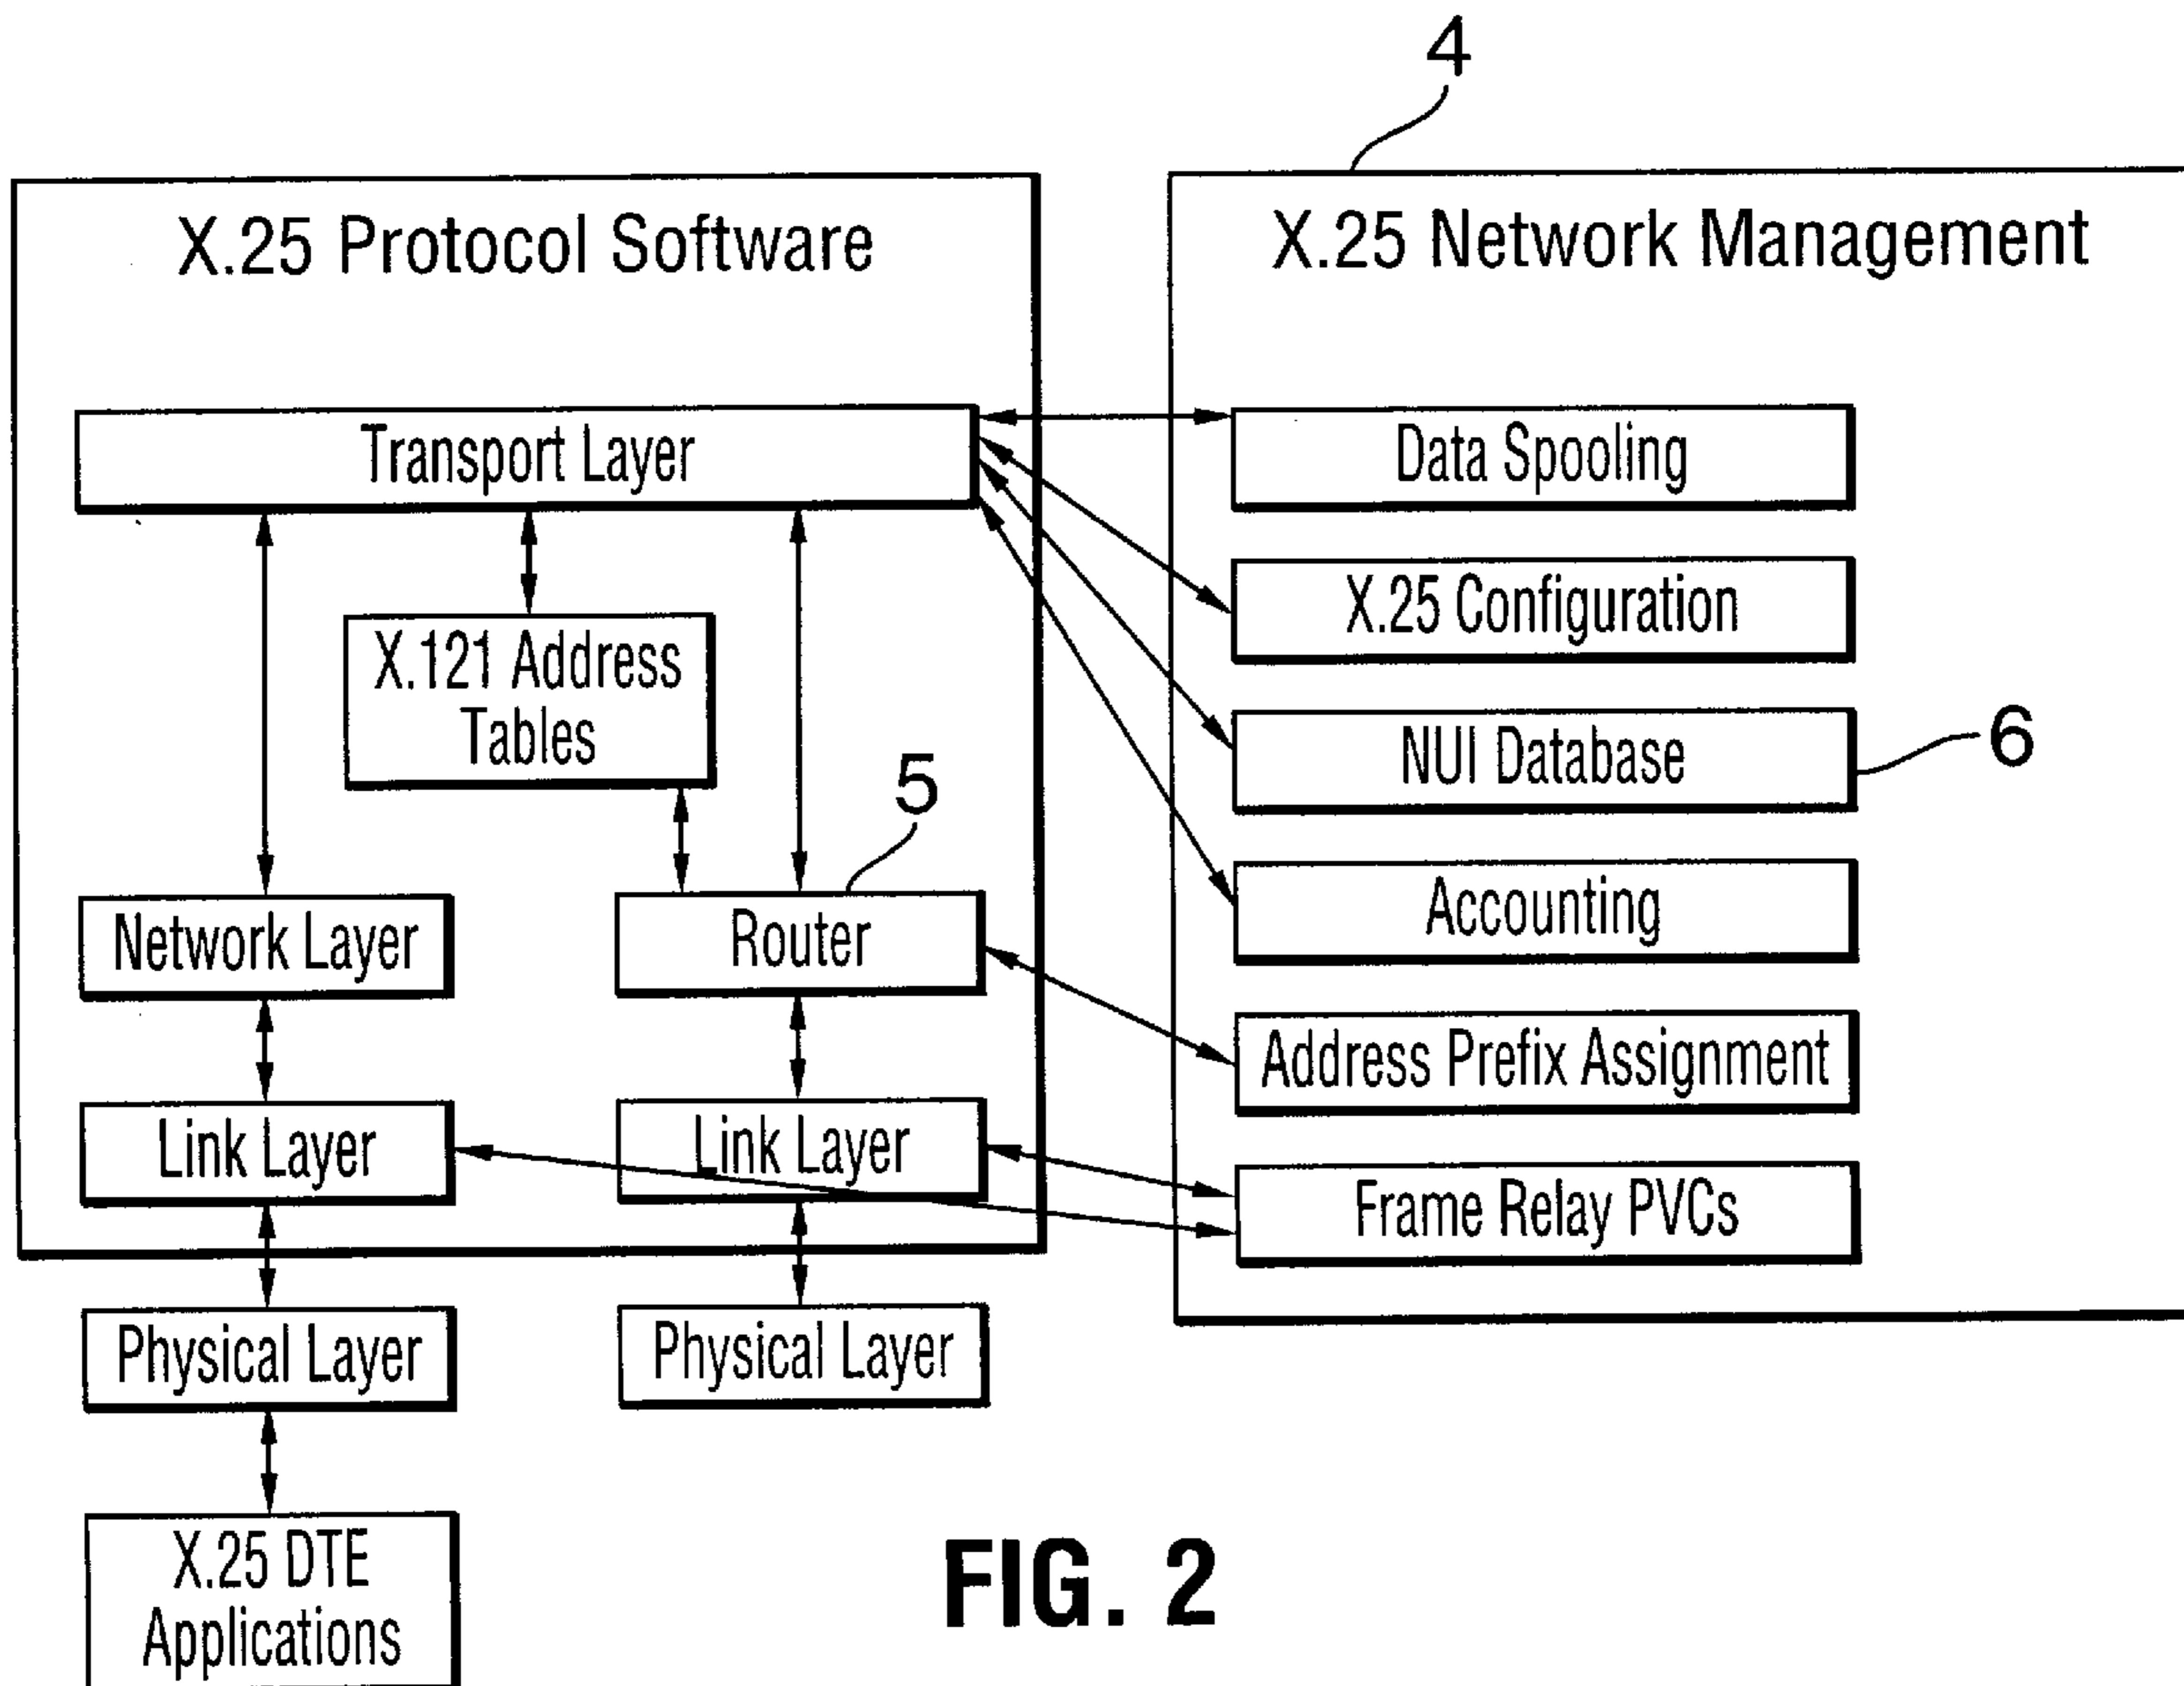 4
X.25 Protocol Software
X.25 Network Management
Transport Layer
Data Spooling
X.25 Configuration
X.121 Address
Tables
NUI Database
6
5
Accounting
Network Layer
Router
Address Prefix Assignment
Link Layer
Link Layer
Frame Relay PVCs
Physical Layer
Physical Layer
X.25 DTE
Applications
FIG. 2